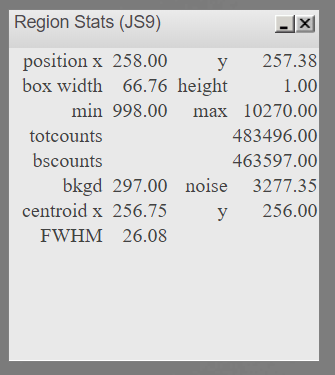 Region Stats (JS9)
position x 258.00 y 257.38
box width 66.76 height 1.00
min 998.00 max 10270.00
totcounts 483496.00
bscounts 463597.00
bkgd 297.00 noise 3277.35
centroid x 256.75 y 256.00
FWHM 26.08